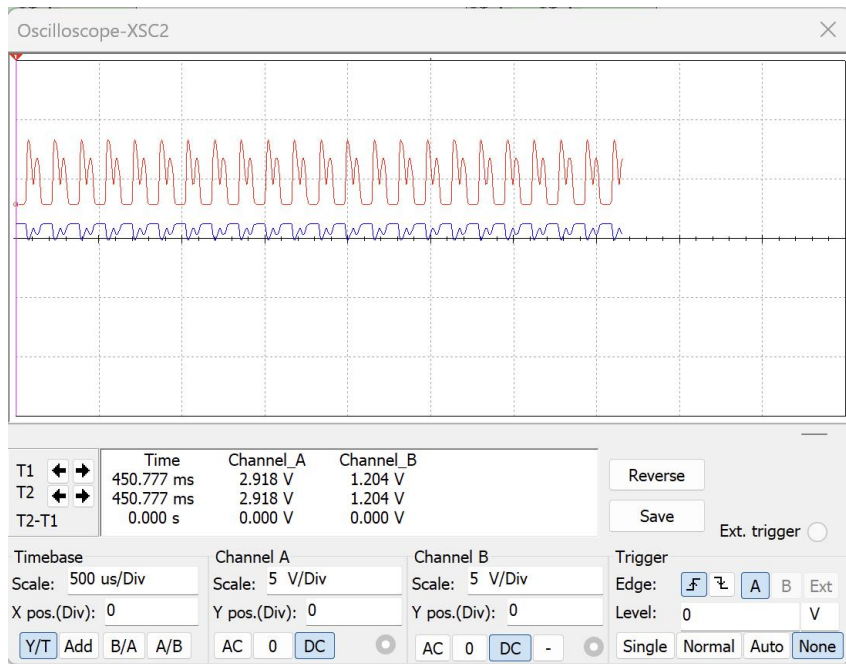 Oscilloscope-XSC2
T1
T2
T2-T1
Time Channel_A Channel_B
450.777 ms 2.918 V 1.204 V
450.777 ms 2.918 V 1.204 V
0.000 s 0.000 V 0.000 V
Reverse
Save
Ext. trigger
Timebase
Scale: 500 us/Div
X pos.(Div): 0
Y/T Add B/A A/B
Channel A
Scale: 5 V/Div
Y pos.(Div): 0
AC 0 DC
Channel B
Scale: 5 V/Div
Y pos.(Div): 0
AC 0 DC -
Trigger
Edge: A B Ext
Level: 0 V
Single Normal Auto None